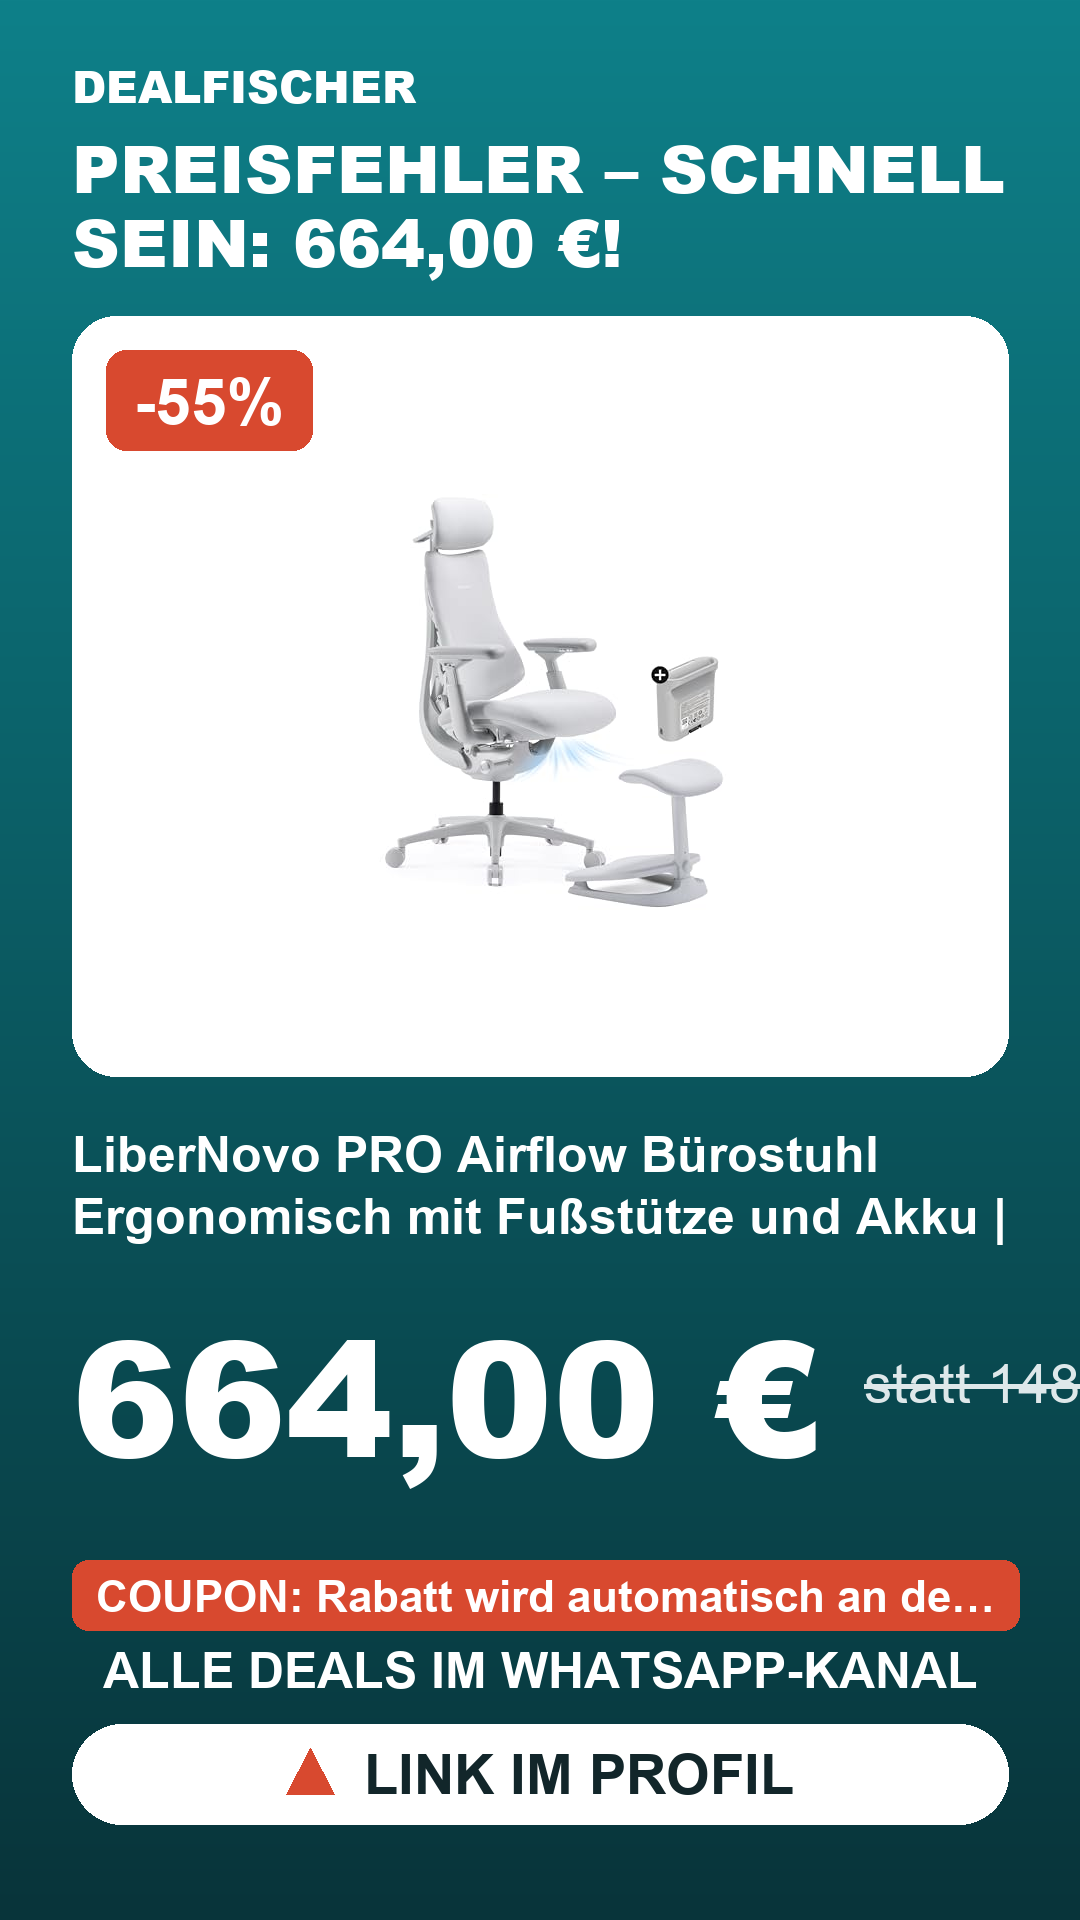 DEALFISCHER
PREISFEHLER – SCHNELL
SEIN: 664,00 €!
-55%
LiberNovo PRO Airflow Bürostuhl
Ergonomisch mit Fußstütze und Akku |
664,00 € statt 148
COUPON: Rabatt wird automatisch an de…
ALLE DEALS IM WHATSAPP-KANAL
LINK IM PROFIL